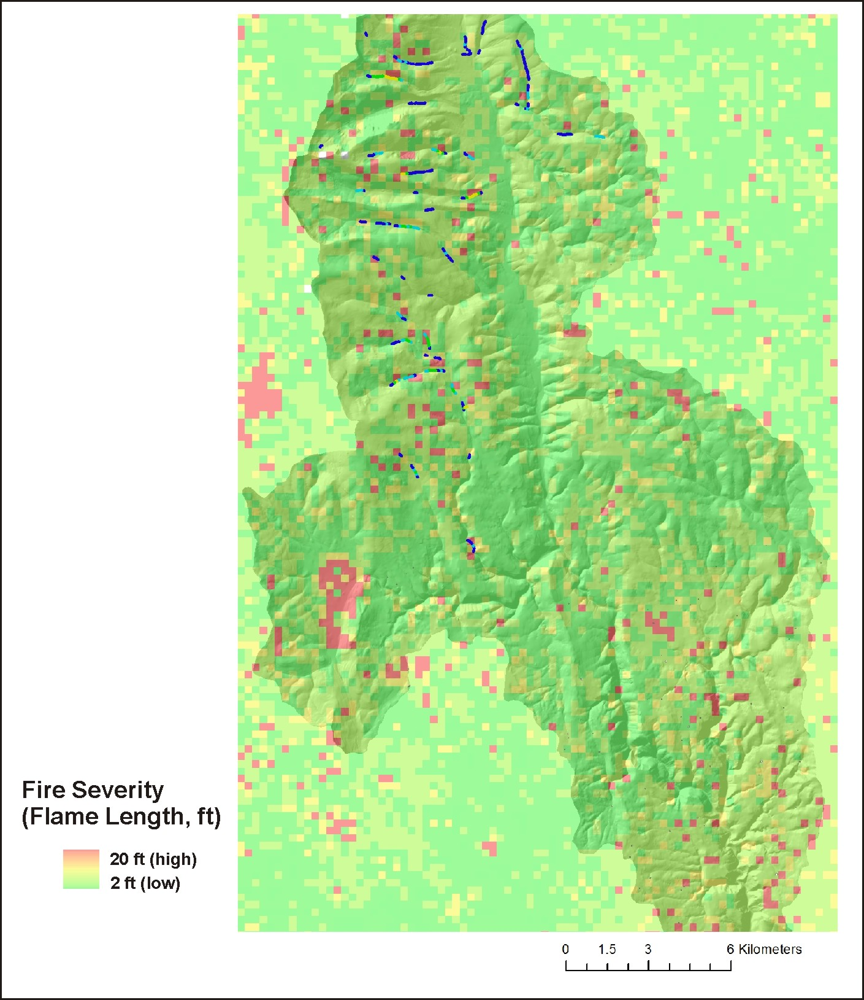 Fire Severity
(Flame Length, ft)
20 ft (high)
2 ft (low)
0 1.5 3 6 Kilometers